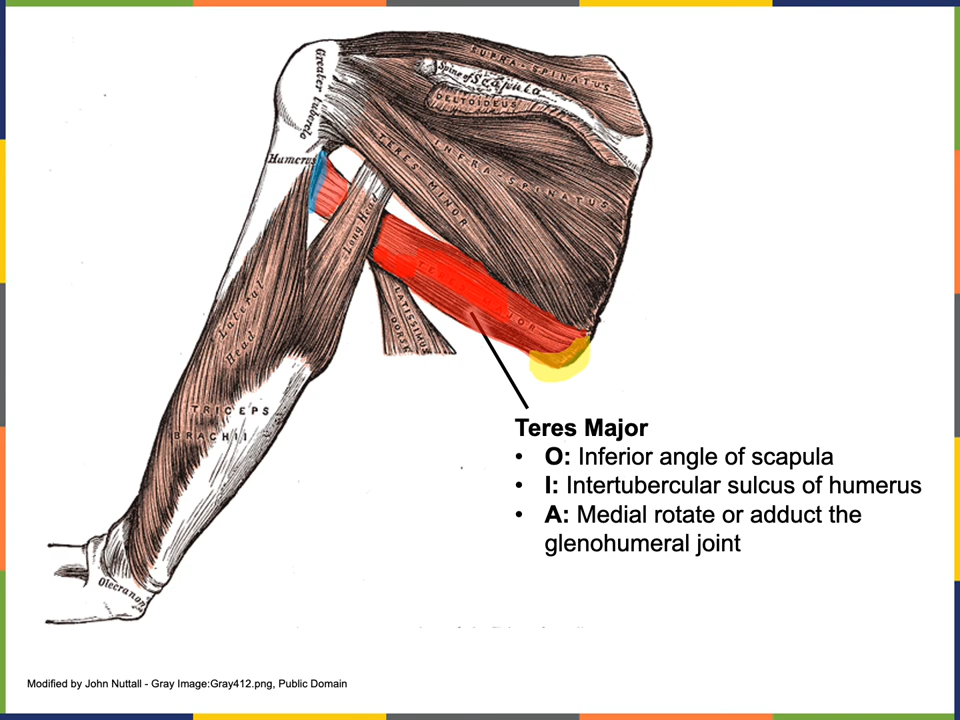 SUPRA-SPINATUS
Spine of Scapula
DELTOIDEUS
Greater tubercle
Humerus
INFRA-SPINATUS
TERES MINOR
Long Head
TERES MAJOR
LATISSIMUS
DORSI
Lateral
Head
TRICEPS
BRACHII
Olecranon
Teres Major
• O: Inferior angle of scapula
• I: Intertubercular sulcus of humerus
• A: Medial rotate or adduct the
glenohumeral joint
Modified by John Nuttall - Gray Image:Gray412.png, Public Domain